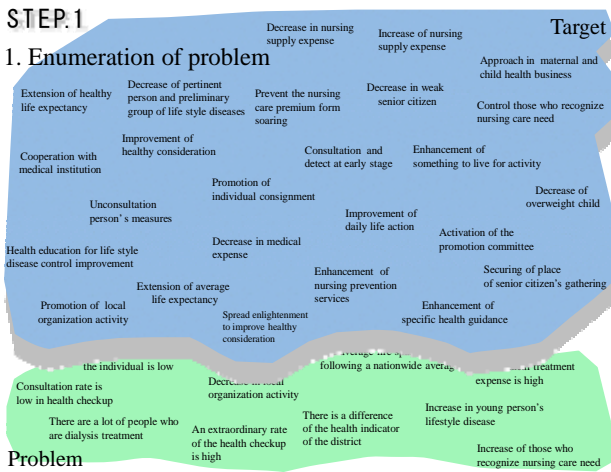 STEP.1
Target
1. Enumeration of problem
Decrease in nursing
supply expense
Increase of nursing
supply expense
Approach in maternal and
child health business
Extension of healthy
life expectancy
Decrease of pertinent
person and preliminary
group of life style diseases
Prevent the nursing
care premium form
soaring
Decrease in weak
senior citizen
Control those who recognize
nursing care need
Improvement of
healthy consideration
Cooperation with
medical institution
Consultation and
detect at early stage
Enhancement of
something to live for activity
Promotion of
individual consignment
Decrease of
overweight child
Unconsultation
person's measures
Improvement of
daily life action
Activation of the
promotion committee
Health education for life style
disease control improvement
Decrease in medical
expense
Enhancement of
nursing prevention
services
Securing of place
of senior citizen's gathering
Extension of average
life expectancy
Promotion of local
organization activity
Spread enlightenment
to improve healthy
consideration
Enhancement of
specific health guidance
the individual is low
following a nationwide
treatment
expense is high
Consultation rate is
low in health checkup
organization activity
There are a lot of people who
are dialysis treatment
An extraordinary rate
of the health checkup
is high
There is a difference
of the health indicator
of the district
Increase in young person's
lifestyle disease
Increase of those who
recognize nursing care need
Problem